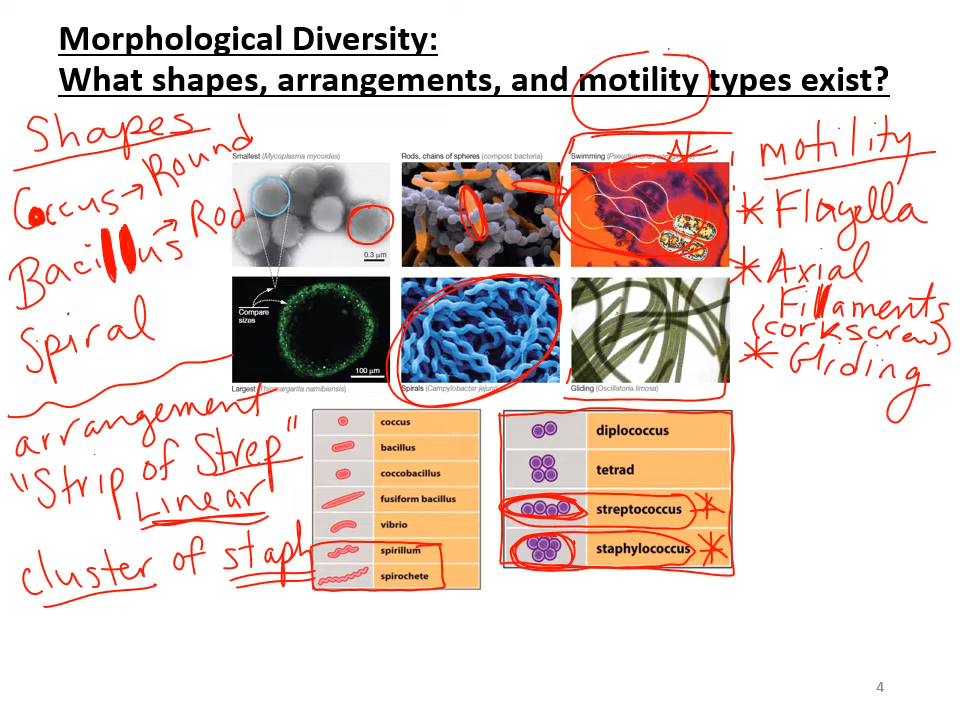 Morphological Diversity:
What shapes, arrangements, and motility types exist?
Shapes
Coccus → Round
Bacillus → Rod
Spiral
arrangement
"Strip of Strep"
Linear
cluster of staph
Smallest (Mycoplasma mycoides)
0.3 μm
Rods, chains of spheres (compost bacteria)
Swimming
Compare
sizes
100 μm
Largest (Thiomargarita namibiensis)
Spirals (Campylobacter jejuni)
Gliding (Oscillatoria limosa)
motility
* Flagella
* Axial
Filaments
(corkscrew)
* Gliding
coccus
bacillus
coccobacillus
fusiform bacillus
vibrio
spirillum
spirochete
diplococcus
tetrad
streptococcus *
staphylococcus *
4